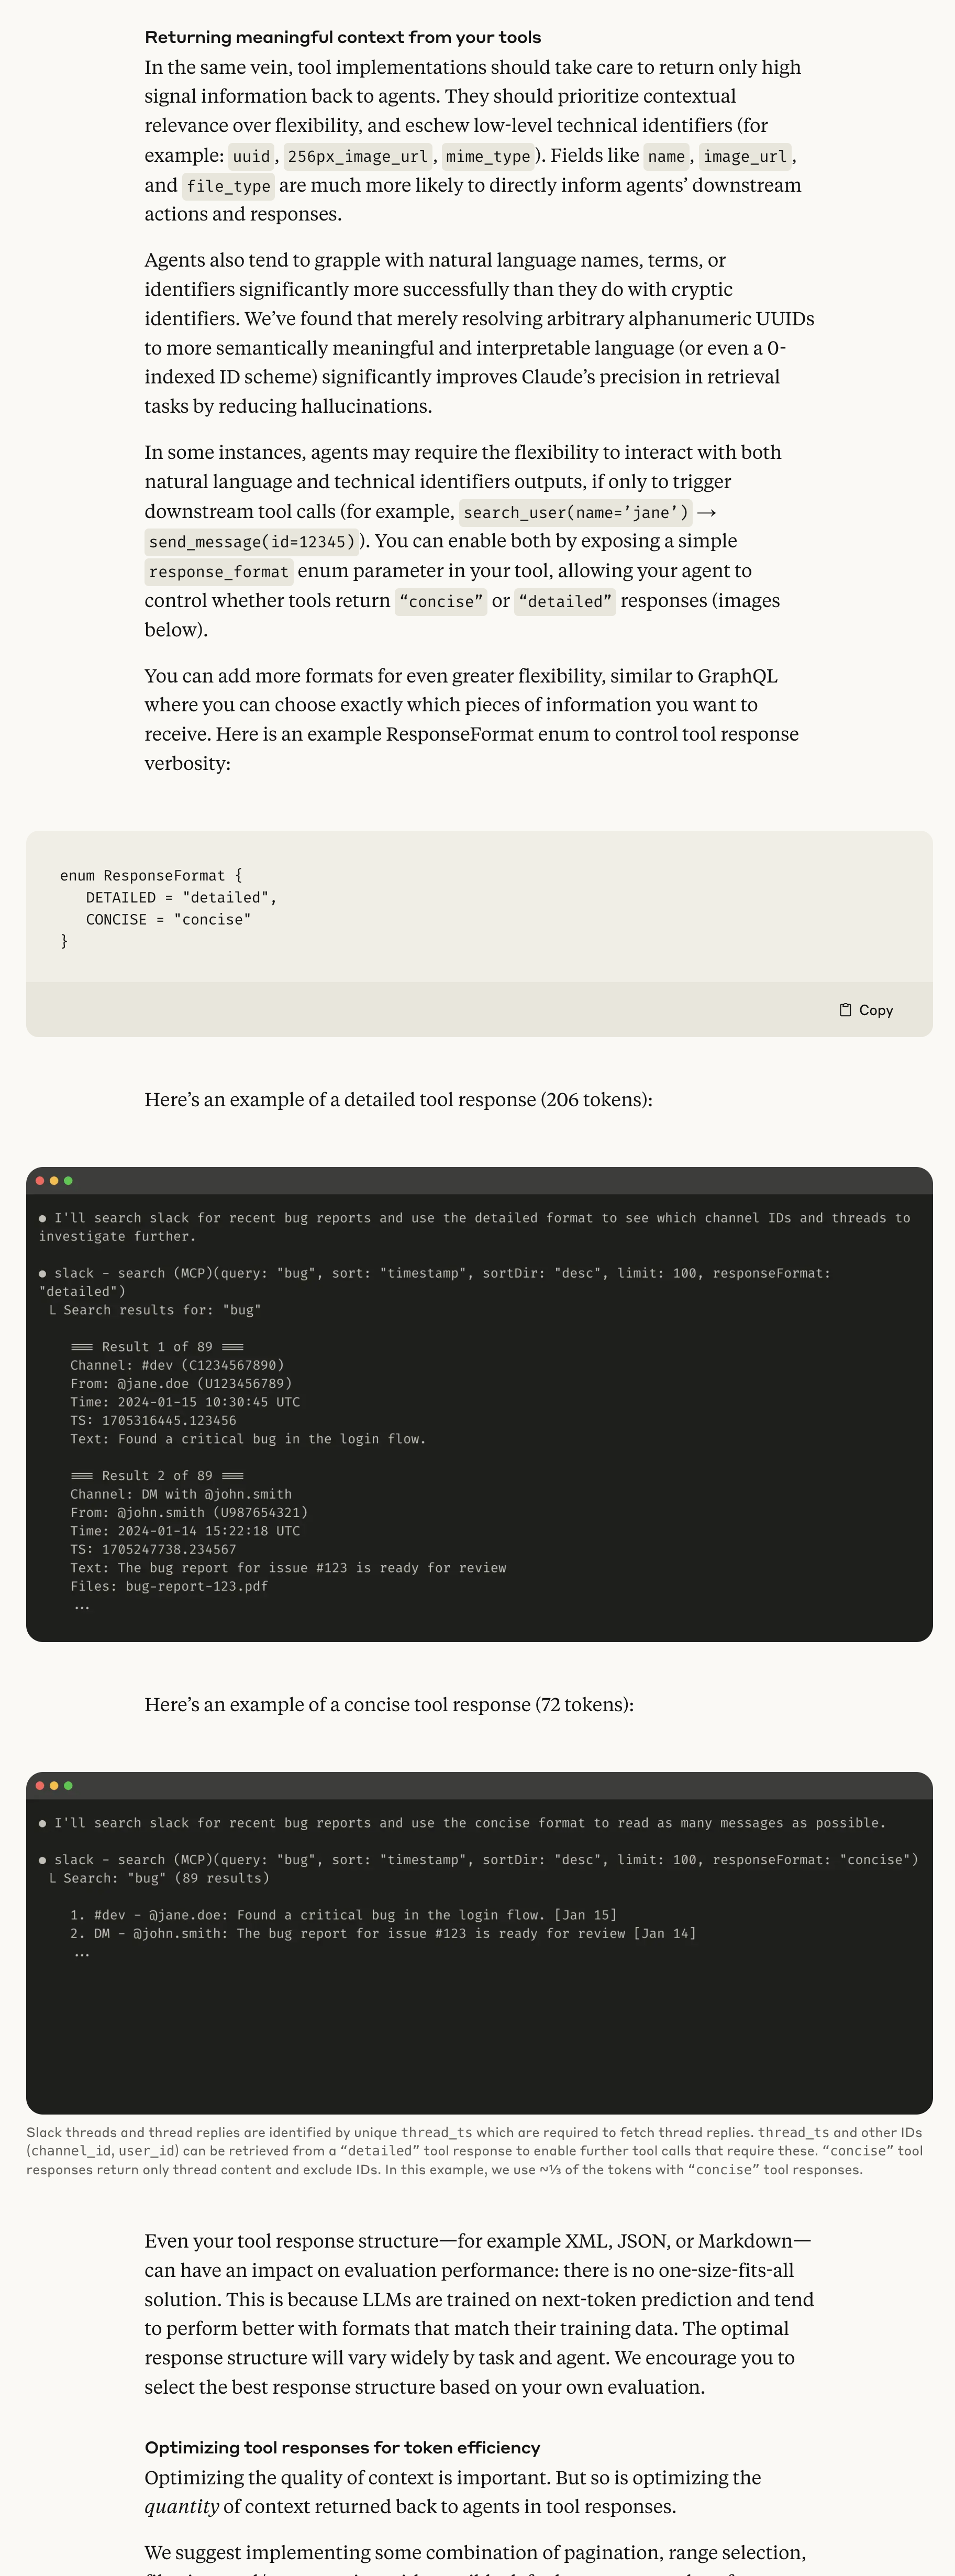 Returning meaningful context from your tools
In the same vein, tool implementations should take care to return only high
signal information back to agents. They should prioritize contextual
relevance over flexibility, and eschew low-level technical identifiers (for
example: uuid, 256px_image_url, mime_type). Fields like name, image_url,
and file_type are much more likely to directly inform agents’ downstream
actions and responses.
Agents also tend to grapple with natural language names, terms, or
identifiers significantly more successfully than they do with cryptic
identifiers. We’ve found that merely resolving arbitrary alphanumeric UUIDs
to more semantically meaningful and interpretable language (or even a 0-
indexed ID scheme) significantly improves Claude’s precision in retrieval
tasks by reducing hallucinations.
In some instances, agents may require the flexibility to interact with both
natural language and technical identifiers outputs, if only to trigger
downstream tool calls (for example, search_user(name=’jane’) →
send_message(id=12345)). You can enable both by exposing a simple
response_format enum parameter in your tool, allowing your agent to
control whether tools return “concise” or “detailed” responses (images
below).
You can add more formats for even greater flexibility, similar to GraphQL
where you can choose exactly which pieces of information you want to
receive. Here is an example ResponseFormat enum to control tool response
verbosity:
enum ResponseFormat {
DETAILED = "detailed",
CONCISE = "concise"
}
Copy
Here’s an example of a detailed tool response (206 tokens):
● I'll search slack for recent bug reports and use the detailed format to see which channel IDs and threads to
investigate further.
● slack - search (MCP)(query: "bug", sort: "timestamp", sortDir: "desc", limit: 100, responseFormat:
"detailed")
L Search results for: "bug"
=== Result 1 of 89 ===
Channel: #dev (C1234567890)
From: @jane.doe (U123456789)
Time: 2024-01-15 10:30:45 UTC
TS: 1705316445.123456
Text: Found a critical bug in the login flow.
=== Result 2 of 89 ===
Channel: DM with @john.smith
From: @john.smith (U987654321)
Time: 2024-01-14 15:22:18 UTC
TS: 1705247738.234567
Text: The bug report for issue #123 is ready for review
Files: bug-report-123.pdf
...
Here’s an example of a concise tool response (72 tokens):
● I'll search slack for recent bug reports and use the concise format to read as many messages as possible.
● slack - search (MCP)(query: "bug", sort: "timestamp", sortDir: "desc", limit: 100, responseFormat: "concise")
L Search: "bug" (89 results)
1. #dev - @jane.doe: Found a critical bug in the login flow. [Jan 15]
2. DM - @john.smith: The bug report for issue #123 is ready for review [Jan 14]
...
Slack threads and thread replies are identified by unique thread_ts which are required to fetch thread replies. thread_ts and other IDs
(channel_id, user_id) can be retrieved from a “detailed” tool response to enable further tool calls that require these. “concise” tool
responses return only thread content and exclude IDs. In this example, we use ~⅓ of the tokens with “concise” tool responses.
Even your tool response structure—for example XML, JSON, or Markdown—
can have an impact on evaluation performance: there is no one-size-fits-all
solution. This is because LLMs are trained on next-token prediction and tend
to perform better with formats that match their training data. The optimal
response structure will vary widely by task and agent. We encourage you to
select the best response structure based on your own evaluation.
Optimizing tool responses for token efficiency
Optimizing the quality of context is important. But so is optimizing the
quantity of context returned back to agents in tool responses.
We suggest implementing some combination of pagination, range selection,